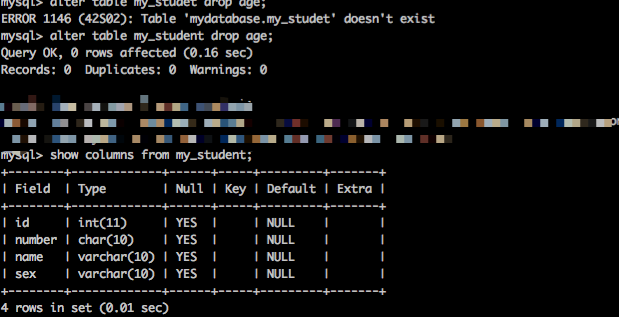 mysql> alter table my_studet drop age;
ERROR 1146 (42S02): Table 'mydatabase.my_studet' doesn't exist
mysql> alter table my_student drop age;
Query OK, 0 rows affected (0.16 sec)
Records: 0  Duplicates: 0  Warnings: 0
mysql> show columns from my_student;
+--------+-------------+------+-----+---------+-------+
| Field  | Type        | Null | Key | Default | Extra |
+--------+-------------+------+-----+---------+-------+
| id     | int(11)     | YES  |     | NULL    |       |
| number | char(10)    | YES  |     | NULL    |       |
| name   | varchar(10) | YES  |     | NULL    |       |
| sex    | varchar(10) | YES  |     | NULL    |       |
+--------+-------------+------+-----+---------+-------+
4 rows in set (0.01 sec)